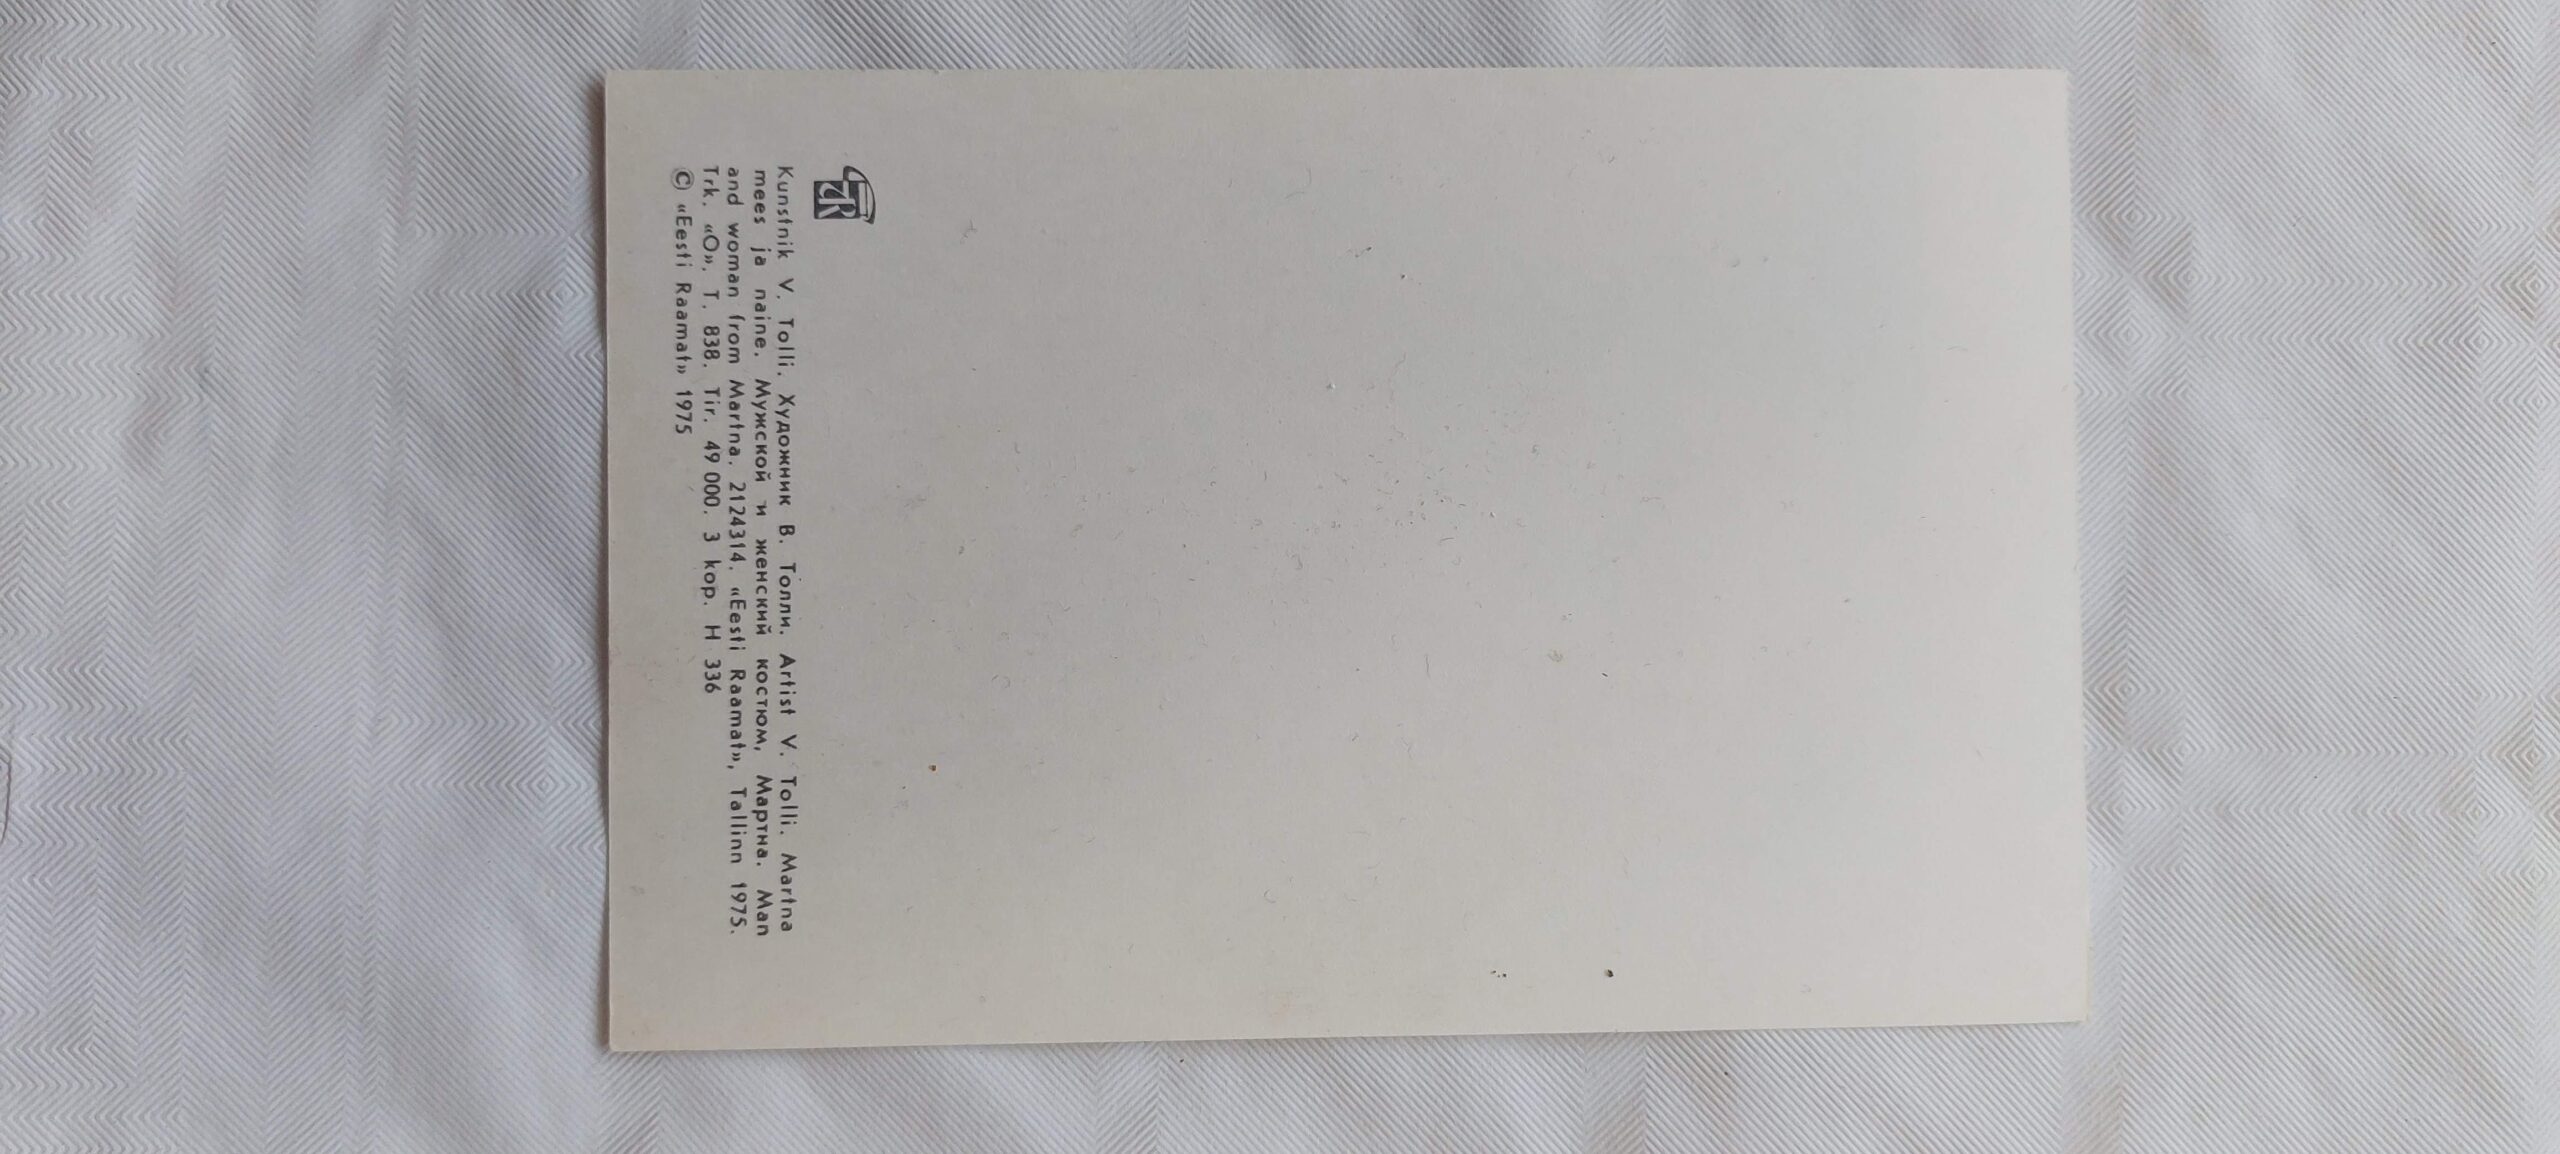 ER
Kunstnik V. Tolli. Художник В. Толли. Artist V. Tolli. Martna
mees ja naine. Мужской и женский костюм, Мартна. Man
and woman from Martna. 2124314. «Eesti Raamat», Tallinn 1975.
Trk. «O». T. 838. Tir. 49 000. 3 kop. H 336
© «Eesti Raamat» 1975